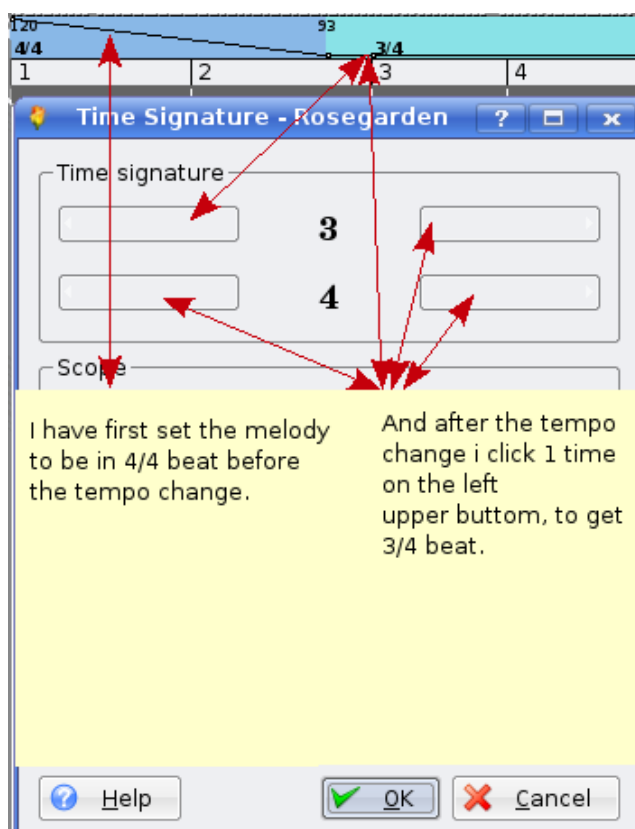 120
93
4/4
3/4
1
2
3
4
Time Signature - Rosegarden
?
Time signature
3
4
Scope
I have first set the melody
to be in 4/4 beat before
the tempo change.
And after the tempo
change i click 1 time
on the left
upper buttom, to get
3/4 beat.
Help
OK
Cancel